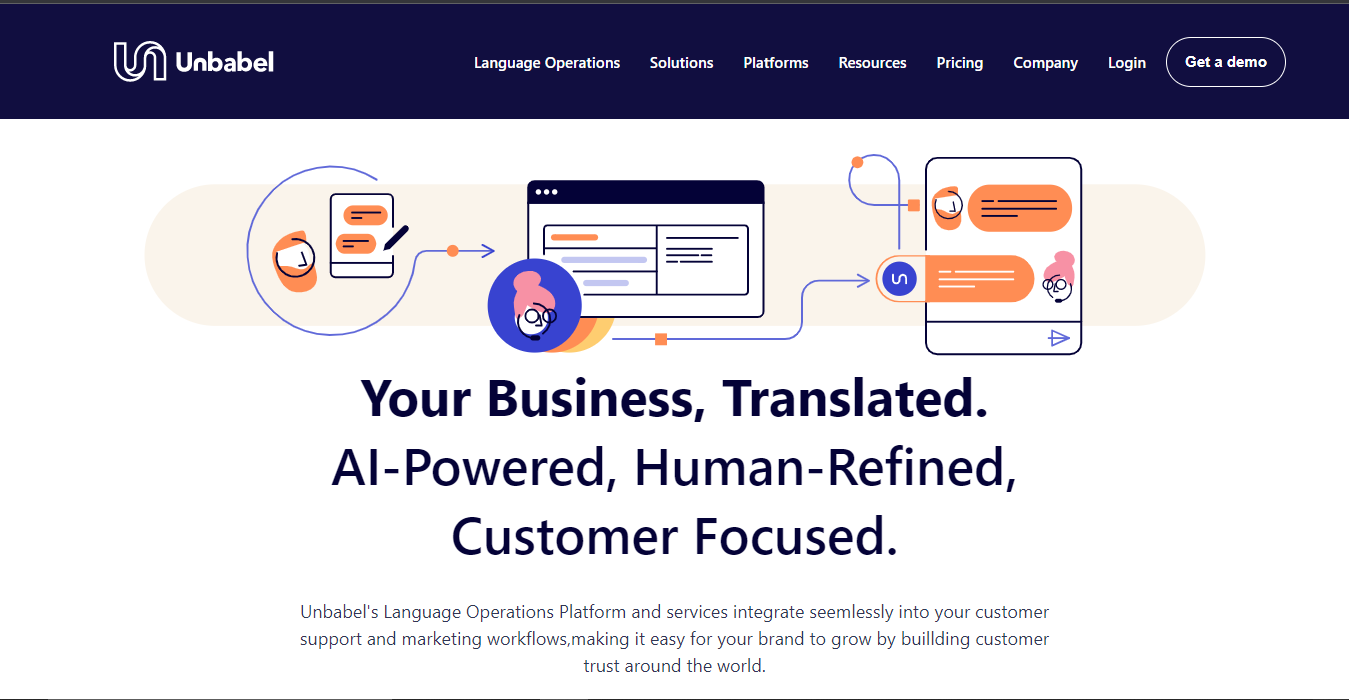 Unbabel
Language Operations
Solutions
Platforms
Resources
Pricing
Company
Login
Get a demo
Your Business, Translated.
AI-Powered, Human-Refined,
Customer Focused.
Unbabel's Language Operations Platform and services integrate seemlessly into your customer
support and marketing workflows,making it easy for your brand to grow by buillding customer
trust around the world.